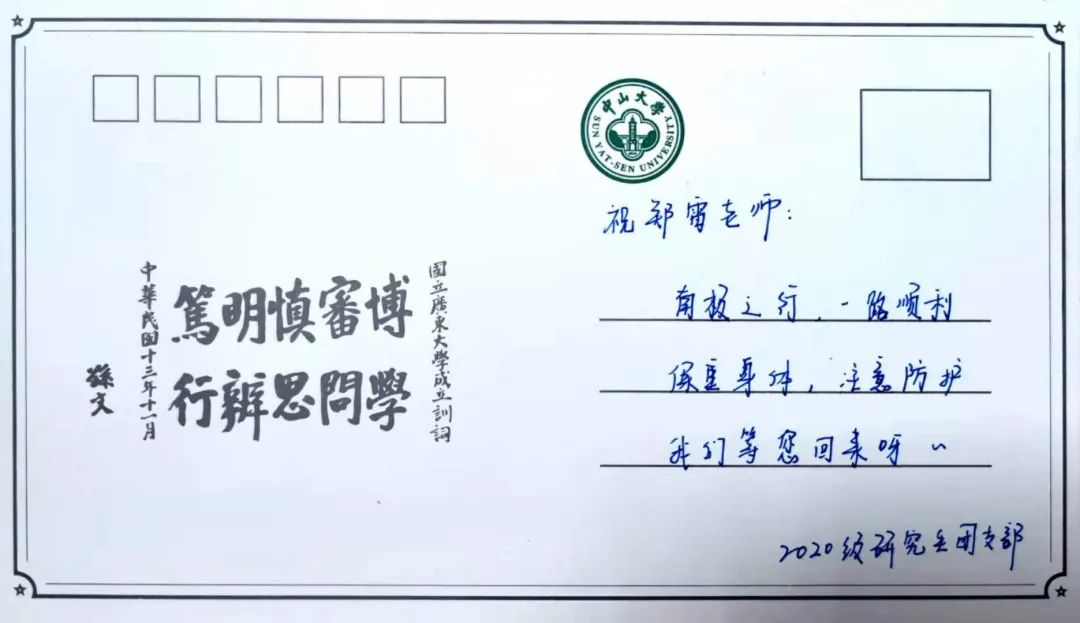 中山大學
SUN YAT-SEN UNIVERSITY
祝郑雷老师：
南极之行，一路顺利
保重尊体，注意防护
我们等您回来呀~
2020级研究生团支部
國立廣東大學成立訓詞
博學
審問
慎思
明辨
篤行
中華民國十三年十一月
孫文